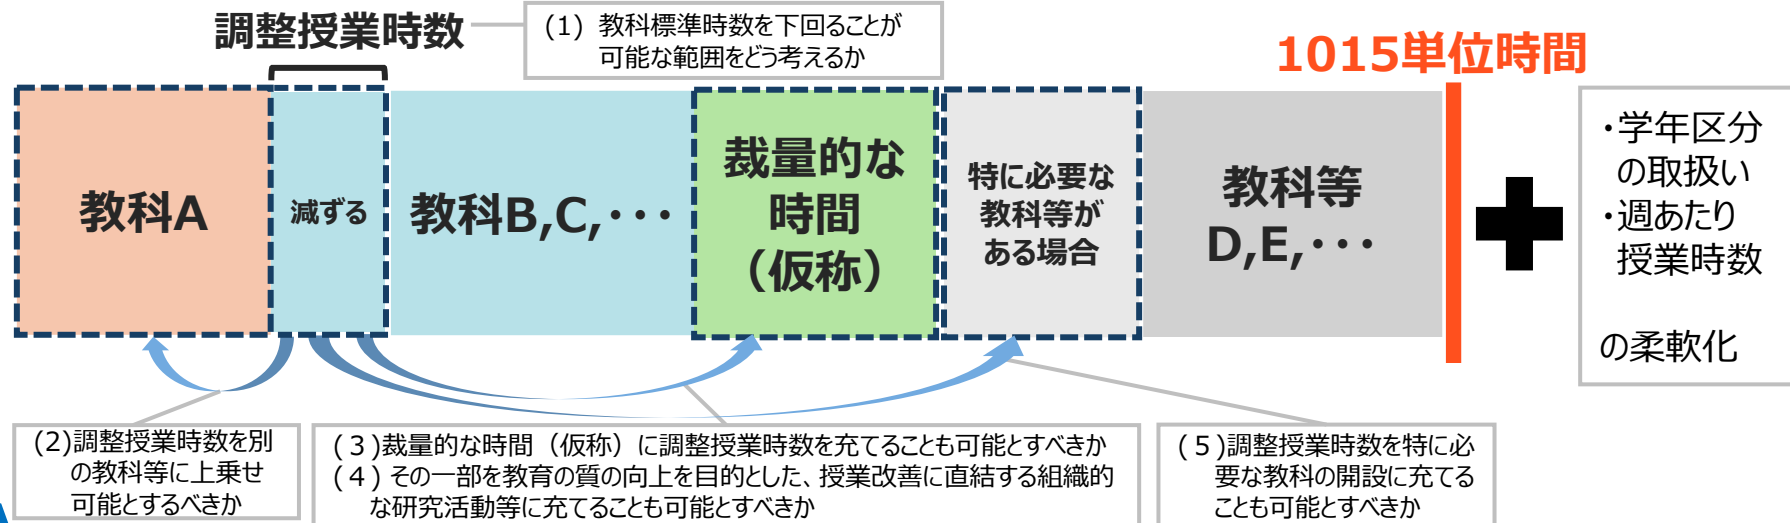 調整授業時数
(1) 教科標準時数を下回ることが
可能な範囲をどう考えるか
1015単位時間
教科A
減ずる
教科B,C,・・・
裁量的な
時間
（仮称）
特に必要な
教科等が
ある場合
教科等
D,E,・・・
・学年区分
の取扱い
・週あたり
授業時数
の柔軟化
(2)調整授業時数を別
の教科等に上乗せ
可能とするべきか
(３)裁量的な時間（仮称）に調整授業時数を充てることも可能とすべきか
(４) その一部を教育の質の向上を目的とした、授業改善に直結する組織的
な研究活動等に充てることも可能とすべきか
(５)調整授業時数を特に必
要な教科の開設に充てる
ことも可能とすべきか